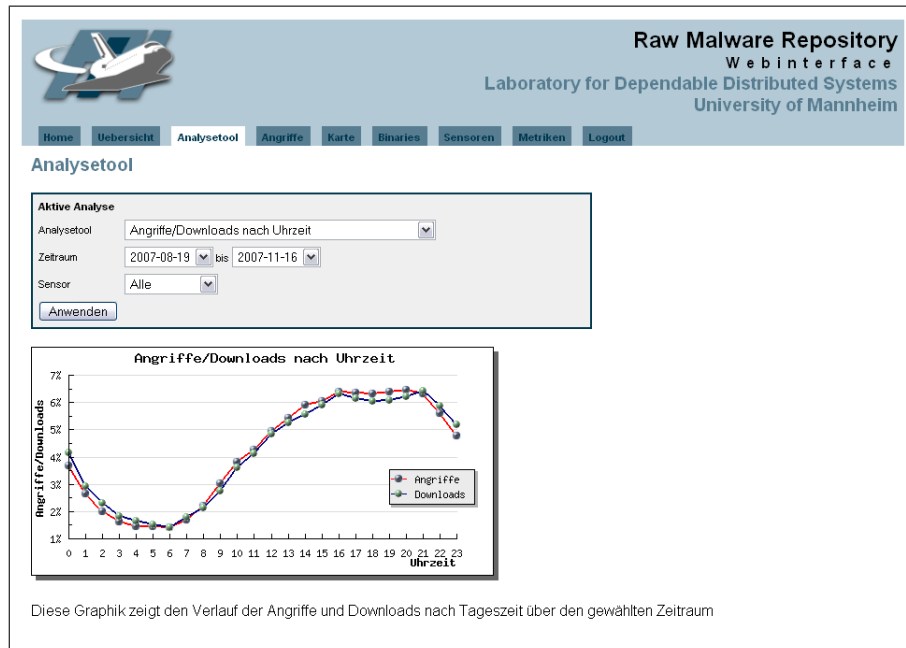 Raw Malware Repository
Webinterface
Laboratory for Dependable Distributed Systems
University of Mannheim
Home Uebersicht Analysetool Angriffe Karte Binaries Sensoren Metriken Logout
Analysetool
Aktive Analyse
Analysetool Angriffe/Downloads nach Uhrzeit
Zeitraum 2007-08-19 bis 2007-11-16
Sensor Alle
Anwenden
Angriffe/Downloads nach Uhrzeit
Angriffe/Downloads
7%
6%
5%
4%
3%
2%
1%
Angriffe
Downloads
0 1 2 3 4 5 6 7 8 9 10 11 12 13 14 15 16 17 18 19 20 21 22 23
Uhrzeit
Diese Graphik zeigt den Verlauf der Angriffe und Downloads nach Tageszeit über den gewählten Zeitraum